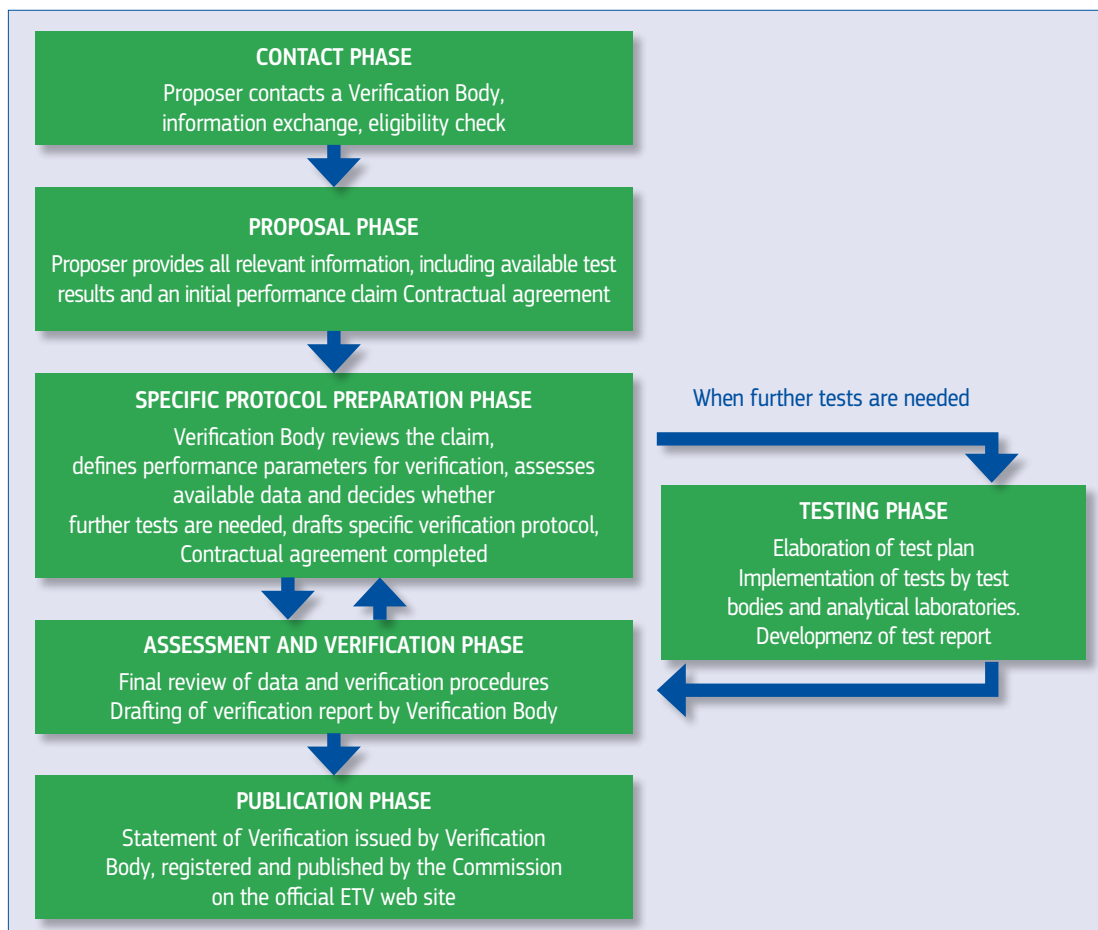 CONTACT PHASE
Proposer contacts a Verification Body,
information exchange, eligibility check
PROPOSAL PHASE
Proposer provides all relevant information, including available test
results and an initial performance claim Contractual agreement
SPECIFIC PROTOCOL PREPARATION PHASE
Verification Body reviews the claim,
defines performance parameters for verification, assesses
available data and decides whether
further tests are needed, drafts specific verification protocol,
Contractual agreement completed
When further tests are needed
TESTING PHASE
Elaboration of test plan
Implementation of tests by test
bodies and analytical laboratories.
Developmenz of test report
ASSESSMENT AND VERIFICATION PHASE
Final review of data and verification procedures
Drafting of verification report by Verification Body
PUBLICATION PHASE
Statement of Verification issued by Verification
Body, registered and published by the Commission
on the official ETV web site